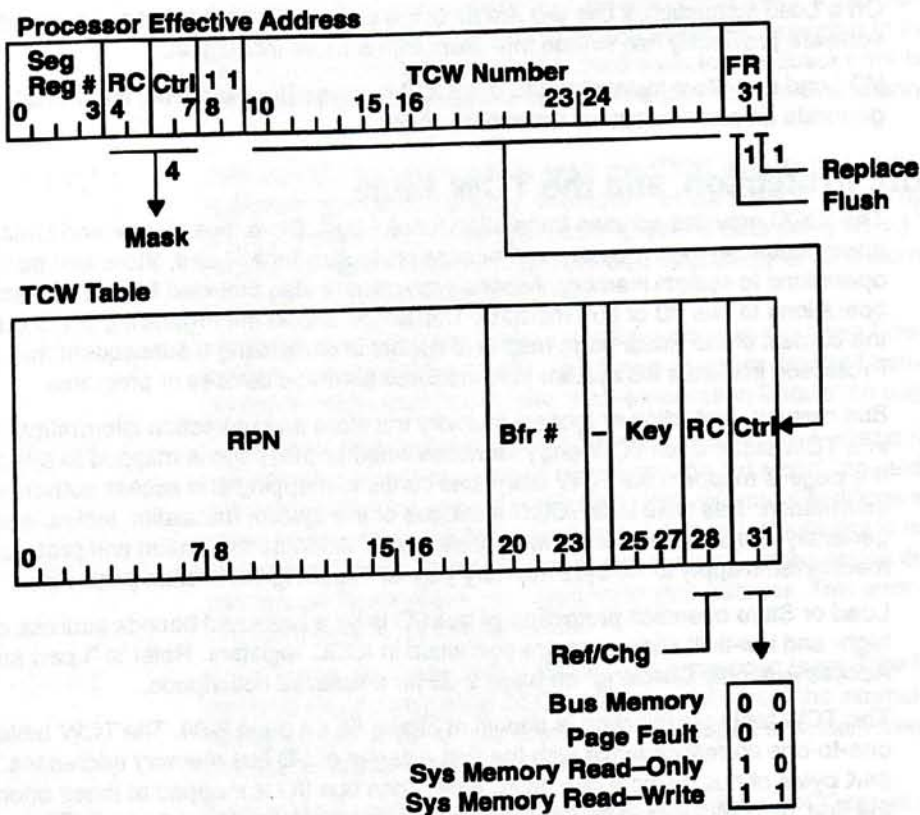 Processor Effective Address
Seg
Reg # RC Ctrl 1 1 TCW Number FR
0 3 4 7 8 10 15 16 23 24 31
4 1 1
Mask
Replace
Flush
TCW Table
RPN Bfr # – Key RC Ctrl
0 7 8 15 16 20 23 25 27 28 31
Ref/Chg
Bus Memory 0 0
Page Fault 0 1
Sys Memory Read–Only 1 0
Sys Memory Read–Write 1 1